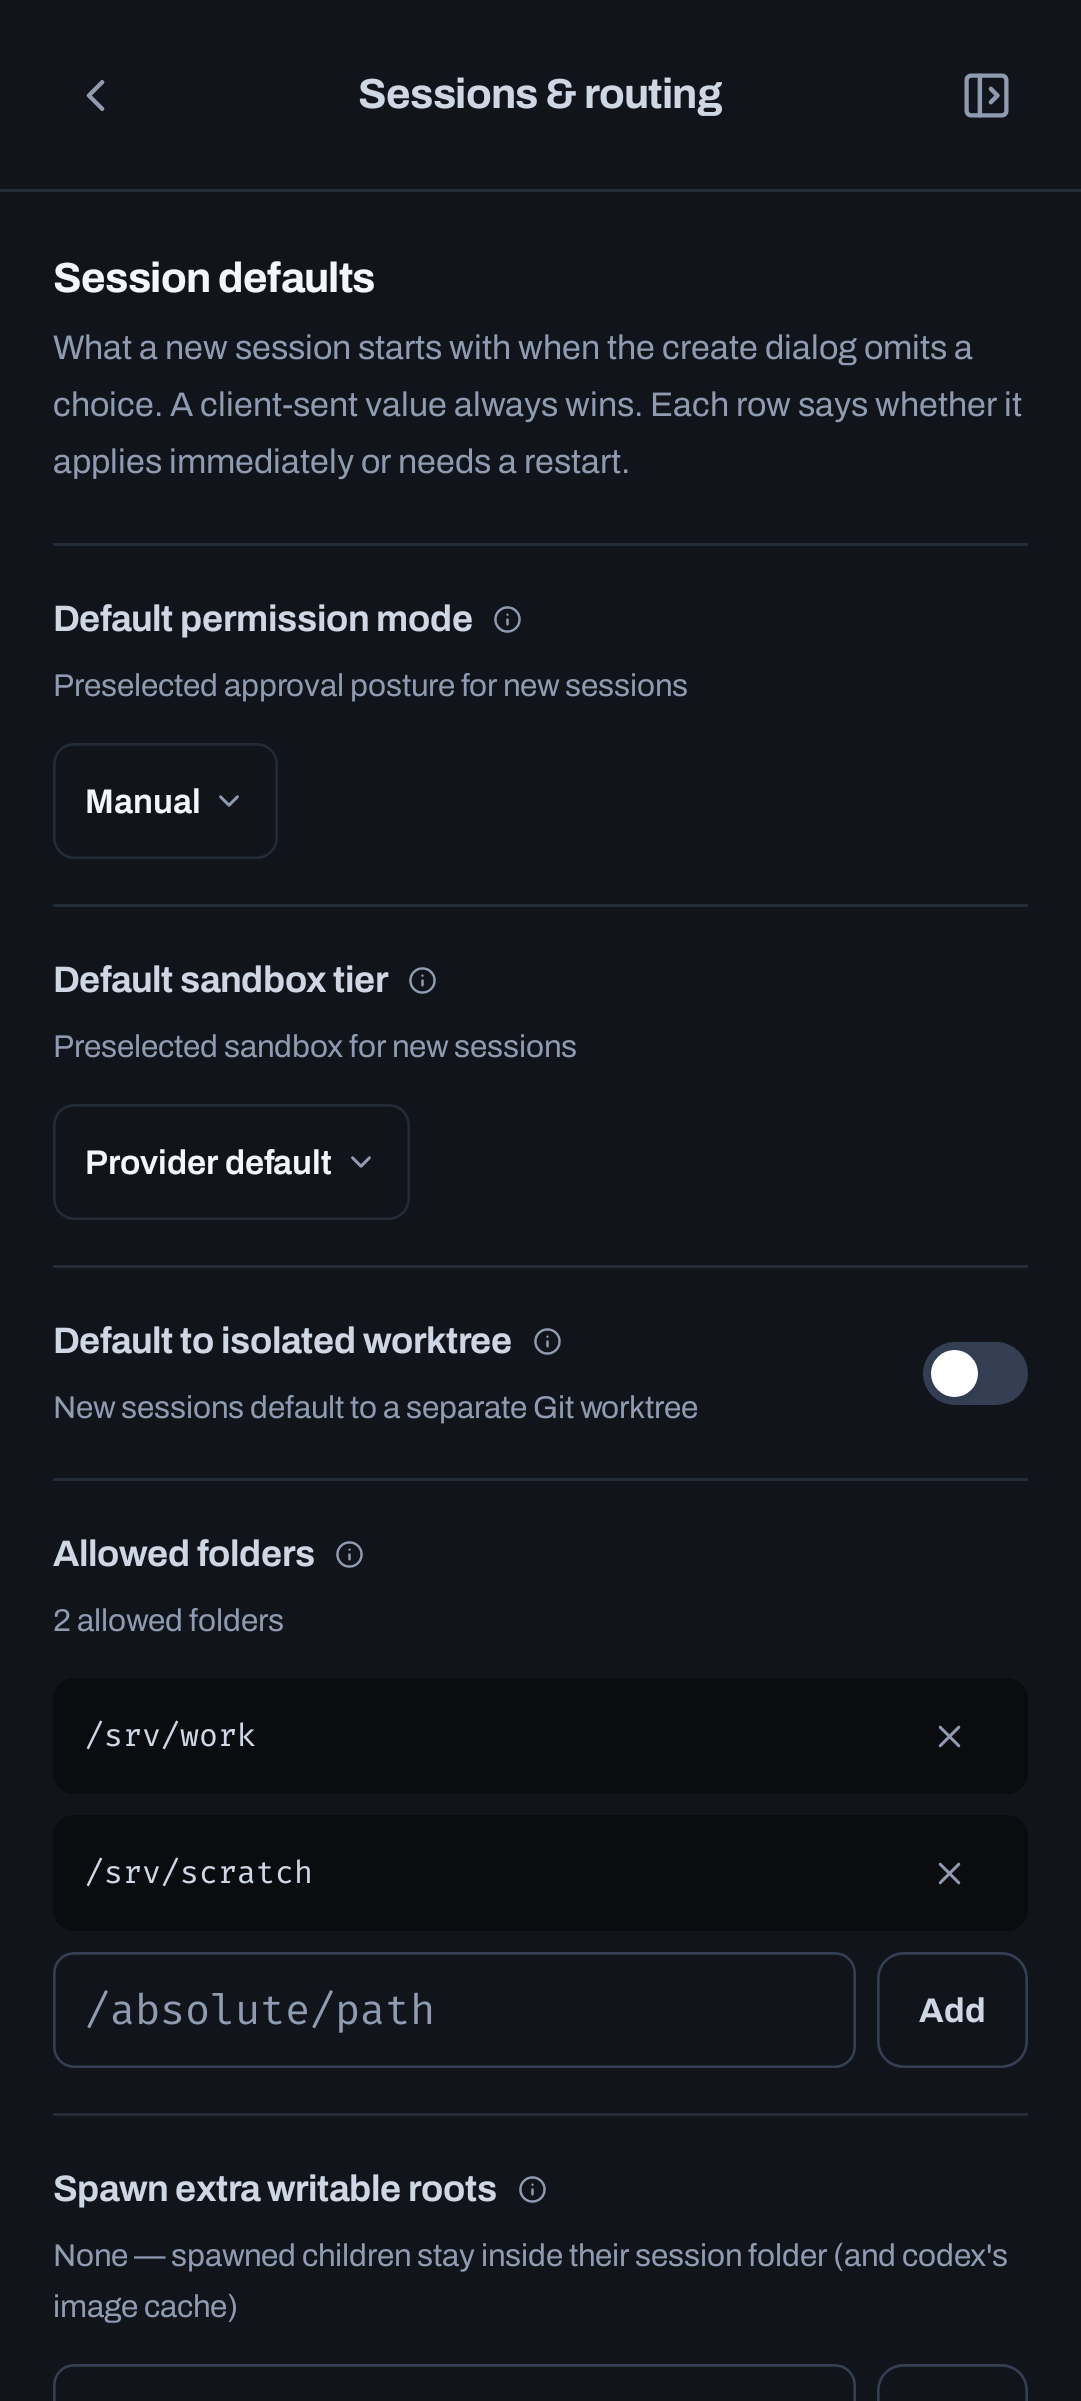 Sessions & routing
Session defaults
What a new session starts with when the create dialog omits a
choice. A client-sent value always wins. Each row says whether it
applies immediately or needs a restart.
Default permission mode
Preselected approval posture for new sessions
Manual
Default sandbox tier
Preselected sandbox for new sessions
Provider default
Default to isolated worktree
New sessions default to a separate Git worktree
Allowed folders
2 allowed folders
/srv/work
/srv/scratch
/absolute/path
Add
Spawn extra writable roots
None — spawned children stay inside their session folder (and codex's
image cache)